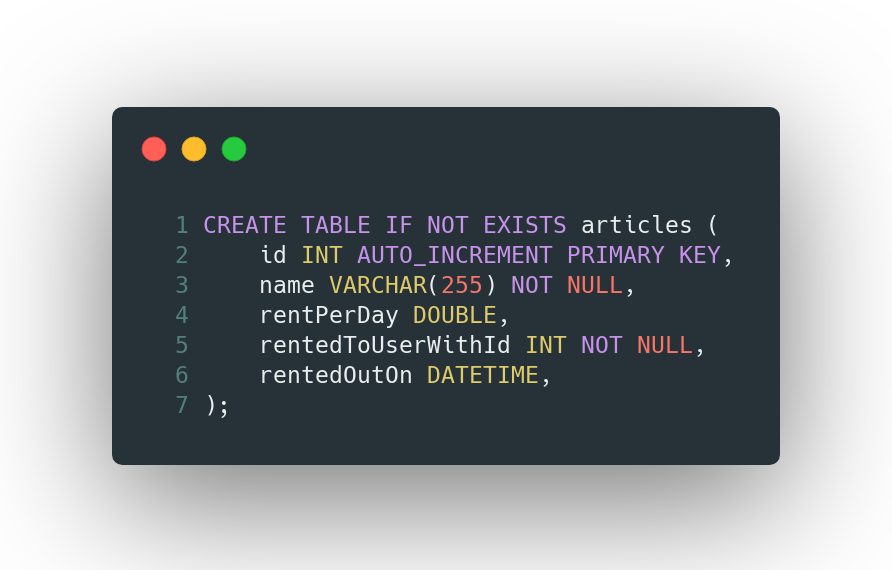 1 CREATE TABLE IF NOT EXISTS articles (
2     id INT AUTO_INCREMENT PRIMARY KEY,
3     name VARCHAR(255) NOT NULL,
4     rentPerDay DOUBLE,
5     rentedToUserWithId INT NOT NULL,
6     rentedOutOn DATETIME,
7 );